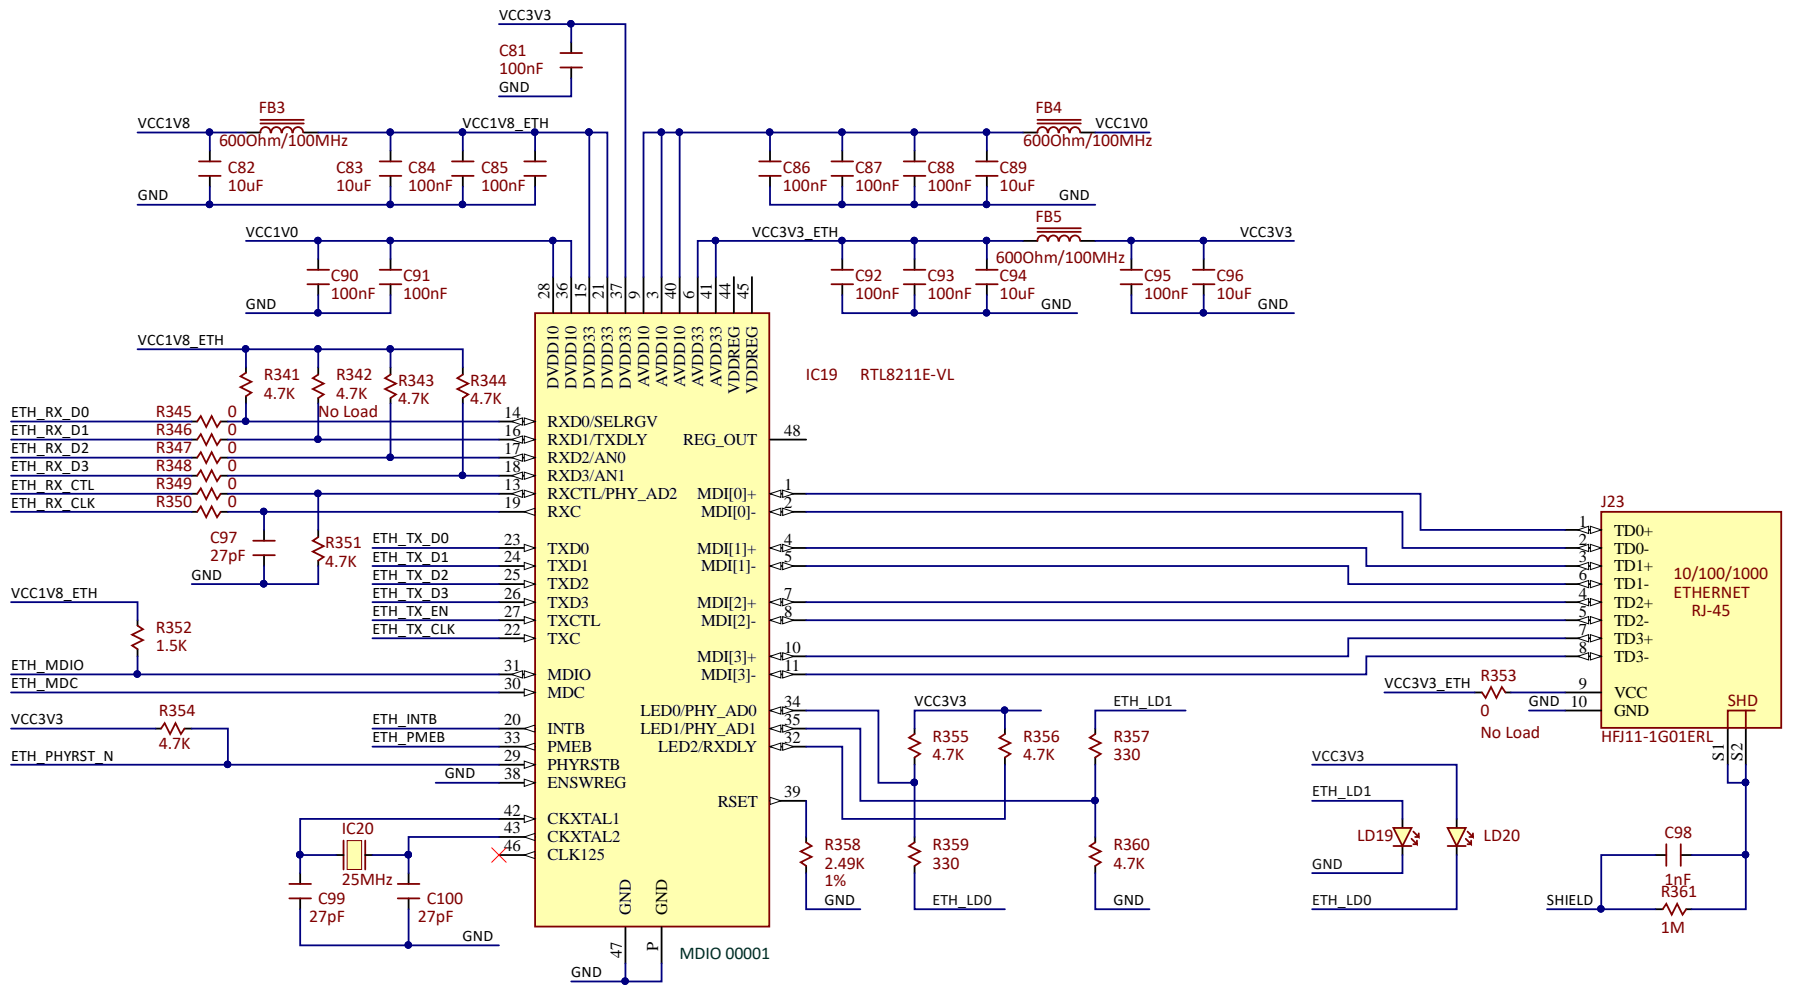 VCC3V3
C81
100nF
GND
VCC1V8
FB3
600Ohm/100MHz
VCC1V8_ETH
C82
10uF
C83
10uF
C84
100nF
C85
100nF
GND
FB4
600Ohm/100MHz
VCC1V0
C86
100nF
C87
100nF
C88
100nF
C89
10uF
GND
VCC1V0
C90
100nF
C91
100nF
GND
VCC3V3_ETH
FB5
600Ohm/100MHz
VCC3V3
C92
100nF
C93
100nF
C94
10uF
GND
C95
100nF
C96
10uF
GND
28 36 15 21 37 9 3 40 6 41 44 45
DVDD10 DVDD10 DVDD33 DVDD33 DVDD33 AVDD10 AVDD10 AVDD10 AVDD33 AVDD33 VDDREG VDDREG
IC19 RTL8211E-VL
VCC1V8_ETH
R341
4.7K
R342
4.7K
No Load
R343
4.7K
R344
4.7K
ETH_RX_D0 R345 0 14 RXD0/SELRGV
ETH_RX_D1 R346 0 16 RXD1/TXDLY
ETH_RX_D2 R347 0 17 RXD2/AN0
ETH_RX_D3 R348 0 18 RXD3/AN1
ETH_RX_CTL R349 0 13 RXCTL/PHY_AD2
ETH_RX_CLK R350 0 19 RXC
C97
27pF
R351
4.7K
GND
ETH_TX_D0 23 TXD0
ETH_TX_D1 24 TXD1
ETH_TX_D2 25 TXD2
ETH_TX_D3 26 TXD3
ETH_TX_EN 27 TXCTL
ETH_TX_CLK 22 TXC
VCC1V8_ETH
R352
1.5K
ETH_MDIO 31 MDIO
ETH_MDC 30 MDC
VCC3V3
R354
4.7K
ETH_INTB 20 INTB
ETH_PMEB 33 PMEB
ETH_PHYRST_N 29 PHYRSTB
GND 38 ENSWREG
42 CKXTAL1
43 CKXTAL2
46 CLK125
IC20
25MHz
C99
27pF
C100
27pF
GND
REG_OUT 48
MDI[0]+ 1
MDI[0]- 2
MDI[1]+ 4
MDI[1]- 5
MDI[2]+ 7
MDI[2]- 8
MDI[3]+ 10
MDI[3]- 11
LED0/PHY_AD0 34
LED1/PHY_AD1 35
LED2/RXDLY 32
RSET 39
GND GND
47 P
GND
MDIO 00001
VCC3V3
R355
4.7K
R356
4.7K
ETH_LD1
R357
330
R358
2.49K
1%
GND
R359
330
ETH_LD0
R360
4.7K
GND
J23
1 TD0+
2 TD0-
3 TD1+
6 TD1-
4 TD2+
5 TD2-
7 TD3+
8 TD3-
10/100/1000
ETHERNET
RJ-45
VCC3V3_ETH
R353
0
No Load
9 VCC
GND 10 GND
SHD
HFJ11-1G01ERL
S1 S2
VCC3V3
ETH_LD1
LD19
LD20
GND
ETH_LD0
C98
1nF
SHIELD
R361
1M